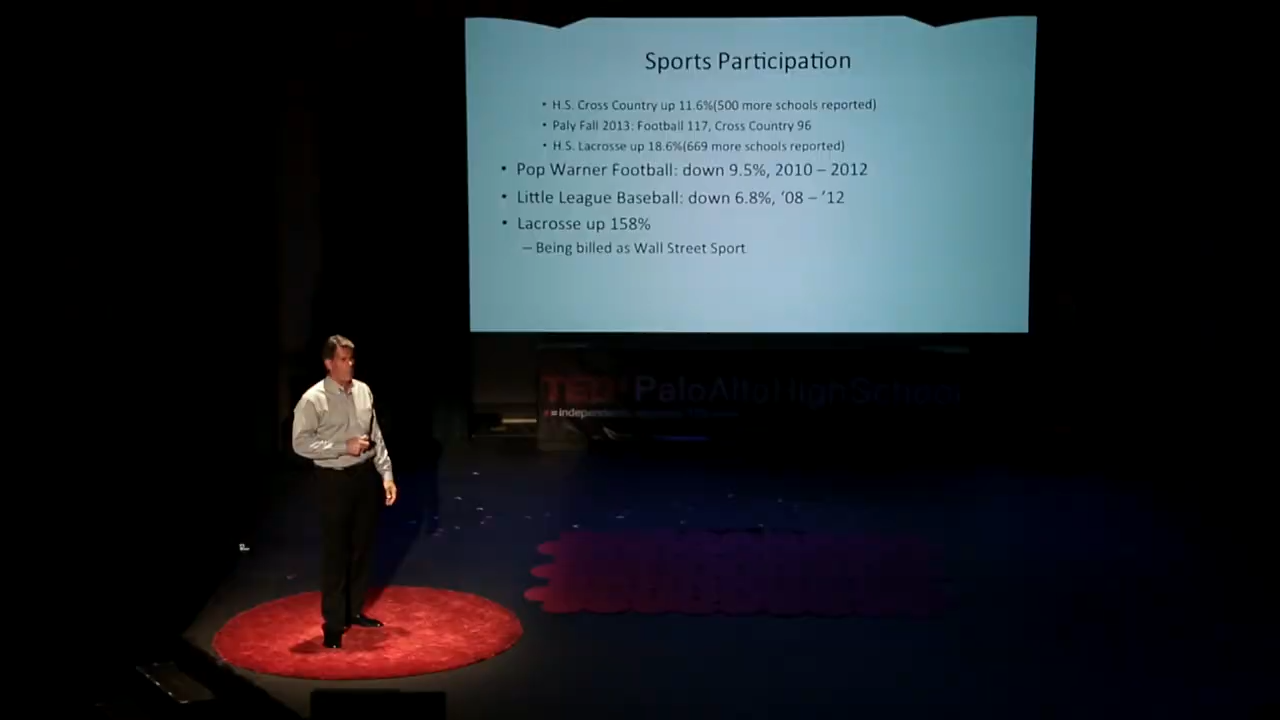 Sports Participation
• H.S. Cross Country up 11.6%(500 more schools reported)
• Paly Fall 2013: Football 117, Cross Country 96
• H.S. Lacrosse up 18.6%(669 more schools reported)
• Pop Warner Football: down 9.5%, 2010 – 2012
• Little League Baseball: down 6.8%, ‘08 – ‘12
• Lacrosse up 158%
– Being billed as Wall Street Sport
TEDx PaloAltoHighSchool